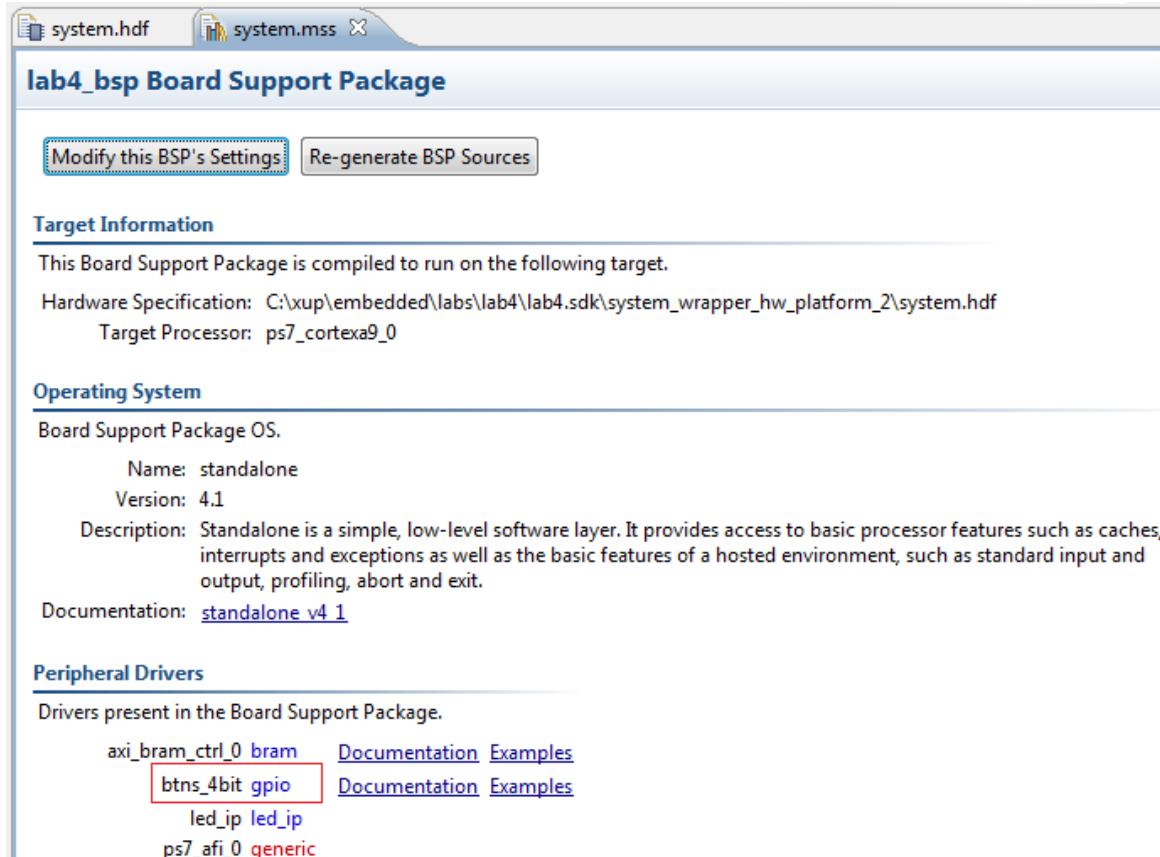 system.hdf system.mss
lab4_bsp Board Support Package
Modify this BSP's Settings Re-generate BSP Sources
Target Information
This Board Support Package is compiled to run on the following target.
Hardware Specification: C:\xup\embedded\labs\lab4\lab4.sdk\system_wrapper_hw_platform_2\system.hdf
Target Processor: ps7_cortexa9_0
Operating System
Board Support Package OS.
Name: standalone
Version: 4.1
Description: Standalone is a simple, low-level software layer. It provides access to basic processor features such as caches,
interrupts and exceptions as well as the basic features of a hosted environment, such as standard input and
output, profiling, abort and exit.
Documentation: standalone_v4_1
Peripheral Drivers
Drivers present in the Board Support Package.
axi_bram_ctrl_0 bram Documentation Examples
btns_4bit gpio Documentation Examples
led_ip led_ip
ps7_afi_0 generic